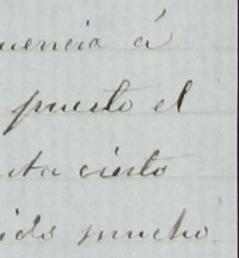 uencia á
puesto el
ta cierto
ido mucho